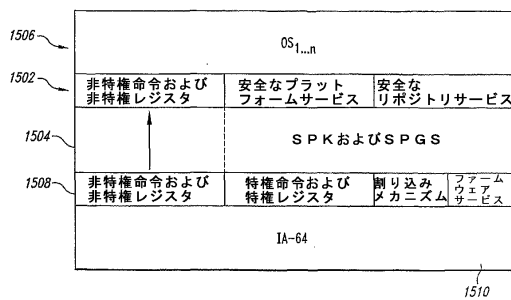 1506
OS1...n
1502
非特権命令および
非特権レジスタ
安全なプラット
フォームサービス
安全な
リポジトリサービス
1504
SPKおよびSPGS
1508
非特権命令および
非特権レジスタ
特権命令および
特権レジスタ
割り込み
メカニズム
ファーム
ウェア
サービス
IA-64
1510